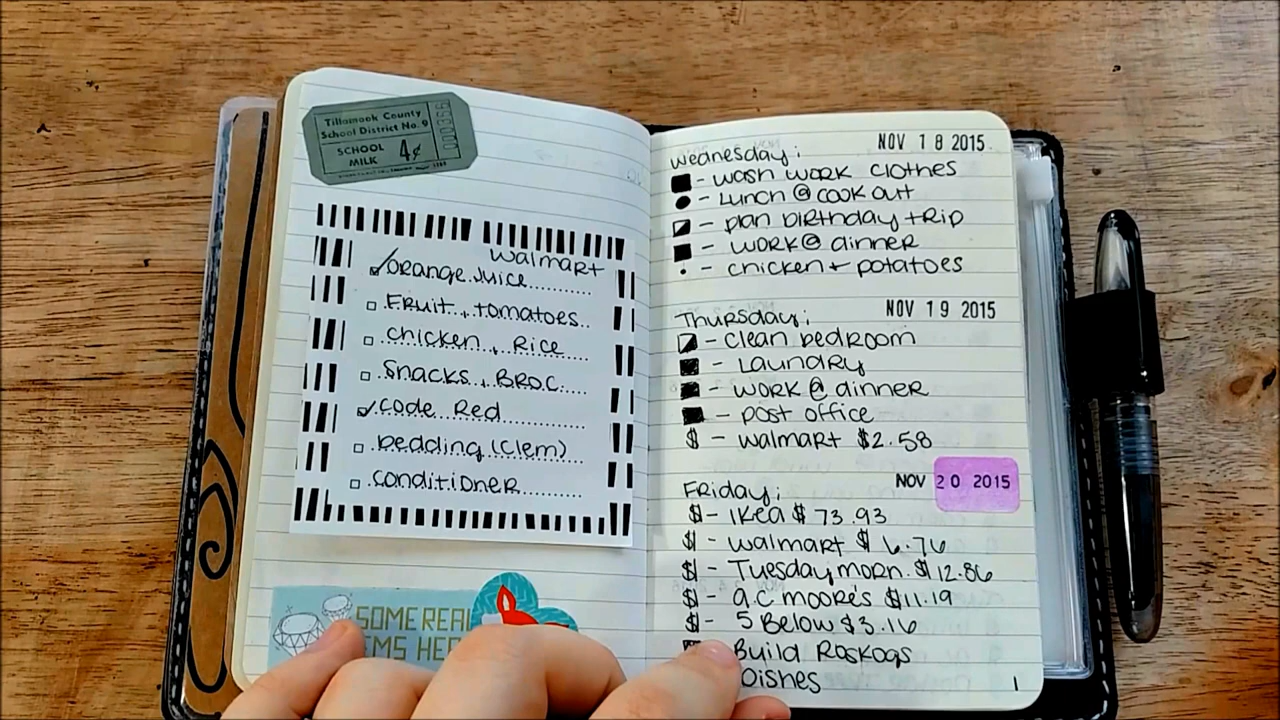 Tillamook County
School District No. 9
SCHOOL
MILK 4¢
000356
Walmart
Orange Juice
Fruit, tomatoes
Chicken, Rice
Snacks, BROC.
Code Red
bedding (Clem)
conditioner
SOME REAL
EMS HE
NOV 18 2015
Wednesday:
- wash work clothes
- Lunch @ cook out
- plan birthday trip
- WORK @ dinner
- chicken + potatoes
NOV 19 2015
Thursday:
- clean bedroom
- Laundry
- WORK @ dinner
- post office
$ - walmart $2.58
NOV 20 2015
Friday:
$ - Ikea $73.93
$ - walmart $6.76
$ - Tuesday morn. $12.86
$ - a.c moore's $11.19
$ - 5 Below $3.16
Build Roskogs
Dishes
1